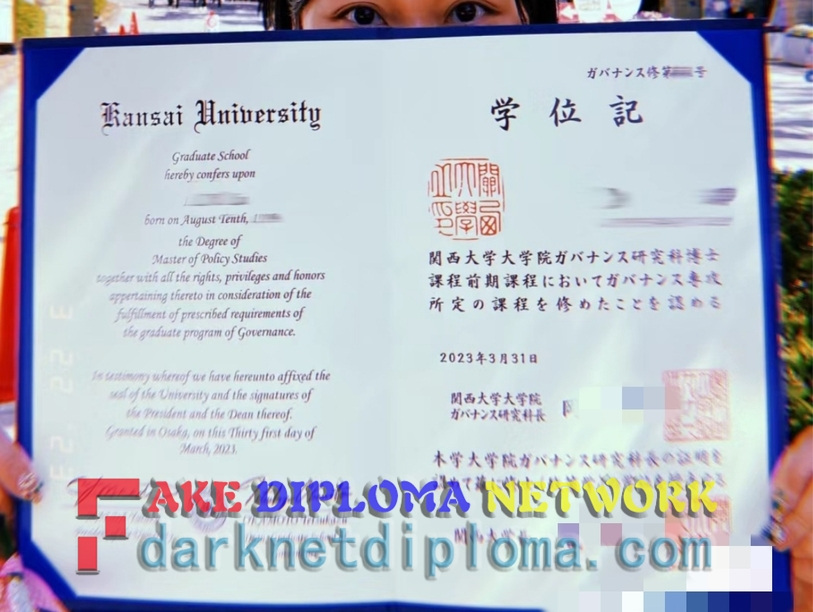 Kansai University
Graduate School
hereby confers upon
born on August Tenth,
the Degree of
Master of Policy Studies
together with all the rights, privileges and honors
appertaining thereto in consideration of the
fulfillment of prescribed requirements of
the graduate program of Governance.
In testimony whereof we have hereunto affixed the
seal of the University and the signatures of
the President and the Dean thereof.
Granted in Osaka, on this Thirty first day of
March, 2023.
ガバナンス修第 号
学位記
関西大学大学院ガバナンス研究科博士
課程前期課程においてガバナンス専攻
所定の課程を修めたことを認める
2023年3月31日
関西大学大学院
ガバナンス研究科長
本学大学院ガバナンス研究科長の証明を
関西大学長
FAKE DIPLOMA NETWORK
darknetdiploma.com